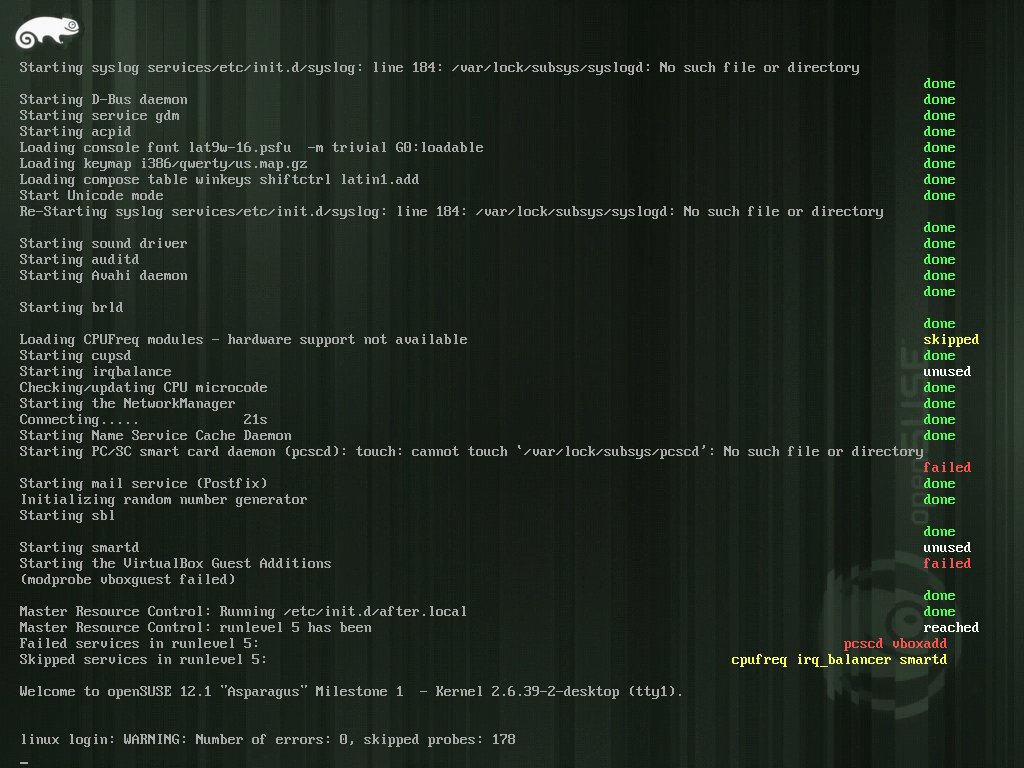 Starting syslog services/etc/init.d/syslog: line 184: /var/lock/subsys/syslogd: No such file or directory
done
Starting D-Bus daemon done
Starting service gdm done
Starting acpid done
Loading console font lat9w-16.psfu  -m trivial G0:loadable done
Loading keymap i386/qwerty/us.map.gz done
Loading compose table winkeys shiftctrl latin1.add done
Start Unicode mode done
Re-Starting syslog services/etc/init.d/syslog: line 184: /var/lock/subsys/syslogd: No such file or directory
done
Starting sound driver done
Starting auditd done
Starting Avahi daemon done
done
Starting brld
done
Loading CPUFreq modules - hardware support not available skipped
Starting cupsd done
Starting irqbalance unused
Checking/updating CPU microcode done
Starting the NetworkManager done
Connecting..... 21s done
Starting Name Service Cache Daemon done
Starting PC/SC smart card daemon (pcscd): touch: cannot touch `/var/lock/subsys/pcscd': No such file or directory
failed
Starting mail service (Postfix) done
Initializing random number generator done
Starting sbl
done
Starting smartd unused
Starting the VirtualBox Guest Additions failed
(modprobe vboxguest failed)
done
Master Resource Control: Running /etc/init.d/after.local done
Master Resource Control: runlevel 5 has been reached
Failed services in runlevel 5: pcscd vboxadd
Skipped services in runlevel 5: cpufreq irq_balancer smartd
Welcome to openSUSE 12.1 "Asparagus" Milestone 1  - Kernel 2.6.39-2-desktop (tty1).
linux login: WARNING: Number of errors: 0, skipped probes: 178
_
openSUSE